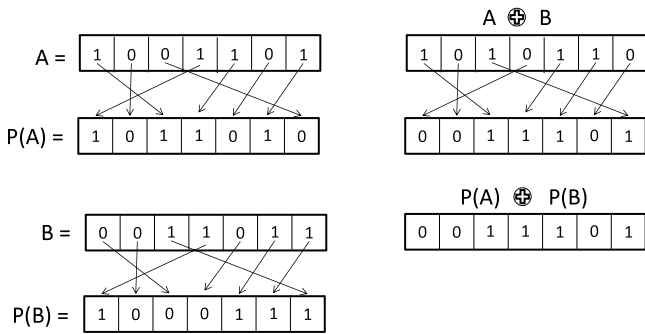 A ⊕ B
A = 1 0 0 1 1 0 1
1 0 1 0 1 1 0
P(A) = 1 0 1 1 0 1 0
0 0 1 1 1 0 1
P(A) ⊕ P(B)
B = 0 0 1 1 0 1 1
0 0 1 1 1 0 1
P(B) = 1 0 0 0 1 1 1